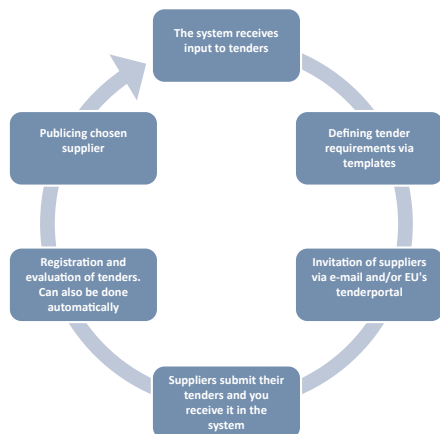 The system receives
input to tenders
Defining tender
requirements via
templates
Invitation of suppliers
via e-mail and/or EU's
tenderportal
Suppliers submit their
tenders and you
receive it in the
system
Registration and
evaluation of tenders.
Can also be done
automatically
Publicing chosen
supplier